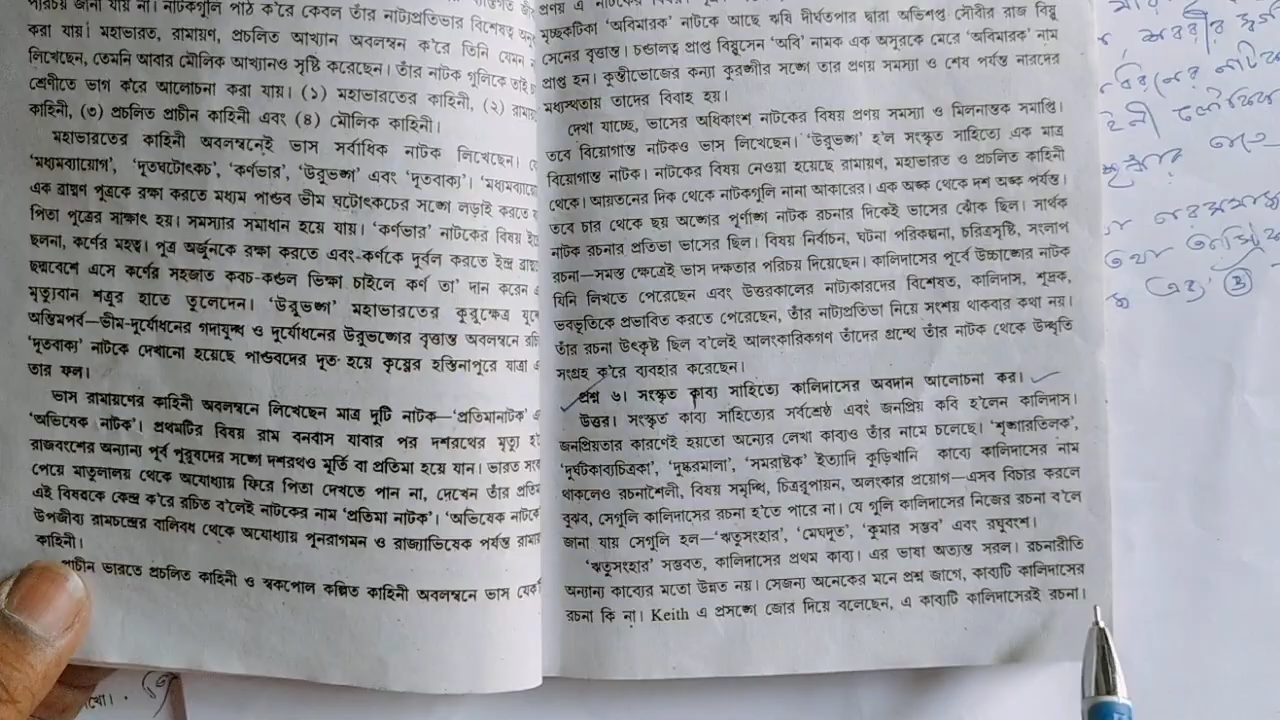 পরিচয় জানা যায় না। নাটকগুলি পাঠ ক'রে কেবল তাঁর নাট্যপ্রতিভার বিশেষত্ব
করা যায়। মহাভারত, রামায়ণ, প্রচলিত আখ্যান অবলম্বন ক'রে তিনি যেমন
লিখেছেন, তেমনি আবার মৌলিক আখ্যানও সৃষ্টি করেছেন। তাঁর নাটক গুলিকে তাই
শ্রেণীতে ভাগ ক'রে আলোচনা করা যায়। (১) মহাভারতের কাহিনী, (২)
কাহিনী, (৩) প্রচলিত প্রাচীন কাহিনী এবং (৪) মৌলিক কাহিনী।
মহাভারতের কাহিনী অবলম্বনেই ভাস সর্বাধিক নাটক লিখেছেন।
'মধ্যমব্যায়োগ', 'দূতঘটোৎকচ', 'কর্ণভার', 'উরুভঙ্গ' এবং 'দূতবাক্য'।
এক ব্রাহ্মণ পুত্রকে রক্ষা করতে মধ্যম পান্ডব ভীম ঘটোৎকচের সঙ্গে লড়াই করতে
পিতা পুত্রের সাক্ষাৎ হয়। সমস্যার সমাধান হয়ে যায়। 'কর্ণভার' নাটকের বিষয়
ছলনা, কর্ণের মহত্ব। পুত্র অর্জুনকে রক্ষা করতে এবং কর্ণকে দুর্বল করতে ইন্দ্র
ছদ্মবেশে এসে কর্ণের সহজাত কবচ-কুন্ডল ভিক্ষা চাইলে কর্ণ তা' দান করেন
মৃত্যুবান শত্রুর হাতে তুলেদেন। 'উরুভঙ্গ' মহাভারতের কুরুক্ষেত্র
অন্তিমপর্ব—ভীম-দুর্যোধনের গদাযুদ্ধ ও দুর্যোধনের উরুভঙ্গের বৃত্তান্ত অবলম্বনে
'দূতবাক্য' নাটকে দেখানো হয়েছে পান্ডবদের দূত হয়ে কৃষ্ণের হস্তিনাপুরে যাত্রা
তার ফল।
ভাস রামায়ণের কাহিনী অবলম্বনে লিখেছেন মাত্র দুটি নাটক—'প্রতিমানাটক'
'অভিষেক নাটক'। প্রথমটির বিষয় রাম বনবাস যাবার পর দশরথের মৃত্যু
রাজবংশের অন্যান্য পূর্ব পুরুষদের সঙ্গে দশরথও মূর্তি বা প্রতিমা হয়ে যান। ভারত
পেয়ে মাতুলালয় থেকে অযোধ্যায় ফিরে পিতা দেখতে পান না, দেখেন তাঁর
এই বিষয়কে কেন্দ্র ক'রে রচিত ব'লেই নাটকের নাম 'প্রতিমা নাটক'। 'অভিষেক নাটকে'
উপজীব্য রামচন্দ্রের বালিবধ থেকে অযোধ্যায় পুনরাগমন ও রাজ্যাভিষেক পর্যন্ত
কাহিনী।
প্রাচীন ভারতে প্রচলিত কাহিনী ও স্বকপোল কল্পিত কাহিনী অবলম্বনে ভাস
প্রণয় এ
মৃচ্ছকটিকা 'অবিমারক' নাটকে আছে ঋষি দীর্ঘতপার দ্বারা অভিশপ্ত সৌবীর রাজ বিষ্ণু
সেনের বৃত্তান্ত। চন্ডালত্ব প্রাপ্ত বিষ্ণুসেন 'অবি' নামক এক অসুরকে মেরে 'অবিমারক' নাম
প্রাপ্ত হন। কুন্তীভোজের কন্যা কুরঙ্গীর সঙ্গে তার প্রণয় সমস্যা ও শেষ পর্যন্ত নারদের
মধ্যস্থতায় তাদের বিবাহ হয়।
দেখা যাচ্ছে, ভাসের অধিকাংশ নাটকের বিষয় প্রণয় সমস্যা ও মিলনান্তক সমাপ্তি।
তবে বিয়োগান্ত নাটকও ভাস লিখেছেন। 'উরুভঙ্গ' হ'ল সংস্কৃত সাহিত্যে এক মাত্র
বিয়োগান্ত নাটক। নাটকের বিষয় নেওয়া হয়েছে রামায়ণ, মহাভারত ও প্রচলিত কাহিনী
থেকে। আয়তনের দিক থেকে নাটকগুলি নানা আকারের। এক অঙ্ক থেকে দশ অঙ্ক পর্যন্ত।
তবে চার থেকে ছয় অঙ্কের পূর্ণাঙ্গ নাটক রচনার দিকেই ভাসের ঝোঁক ছিল। সার্থক
নাটক রচনার প্রতিভা ভাসের ছিল। বিষয় নির্বাচন, ঘটনা পরিকল্পনা, চরিত্রসৃষ্টি, সংলাপ
রচনা—সমস্ত ক্ষেত্রেই ভাস দক্ষতার পরিচয় দিয়েছেন। কালিদাসের পূর্বে উচ্চাঙ্গের নাটক
যিনি লিখতে পেরেছেন এবং উত্তরকালের নাট্যকারদের বিশেষত, কালিদাস, শূদ্রক,
ভবভূতিকে প্রভাবিত করতে পেরেছেন, তাঁর নাট্যপ্রতিভা নিয়ে সংশয় থাকবার কথা নয়।
তাঁর রচনা উৎকৃষ্ট ছিল ব'লেই আলংকারিকগণ তাঁদের গ্রন্থে তাঁর নাটক থেকে উদ্ধৃতি
সংগ্রহ ক'রে ব্যবহার করেছেন।
প্রশ্ন ৬। সংস্কৃত কাব্য সাহিত্যে কালিদাসের অবদান আলোচনা কর।
উত্তর। সংস্কৃত কাব্য সাহিত্যের সর্বশ্রেষ্ঠ এবং জনপ্রিয় কবি হ'লেন কালিদাস।
জনপ্রিয়তার কারণেই হয়তো অন্যের লেখা কাব্যও তাঁর নামে চলেছে। 'শৃঙ্গারতিলক',
'দুর্ঘটকাব্যচিত্রকা', 'দুষ্করমালা', 'সমরাষ্টক' ইত্যাদি কুড়িখানি কাব্যে কালিদাসের নাম
থাকলেও রচনাশৈলী, বিষয় সমৃদ্ধি, চিত্ররূপায়ন, অলংকার প্রয়োগ—এসব বিচার করলে
বুঝব, সেগুলি কালিদাসের রচনা হ'তে পারে না। যে গুলি কালিদাসের নিজের রচনা ব'লে
জানা যায় সেগুলি হল—'ঋতুসংহার', 'মেঘদূত', 'কুমার সম্ভব' এবং রঘুবংশ।
'ঋতুসংহার' সম্ভবত, কালিদাসের প্রথম কাব্য। এর ভাষা অত্যন্ত সরল। রচনারীতি
অন্যান্য কাব্যের মতো উন্নত নয়। সেজন্য অনেকের মনে প্রশ্ন জাগে, কাব্যটি কালিদাসের
রচনা কি না। Keith এ প্রসঙ্গে জোর দিয়ে বলেছেন, এ কাব্যটি কালিদাসেরই রচনা।